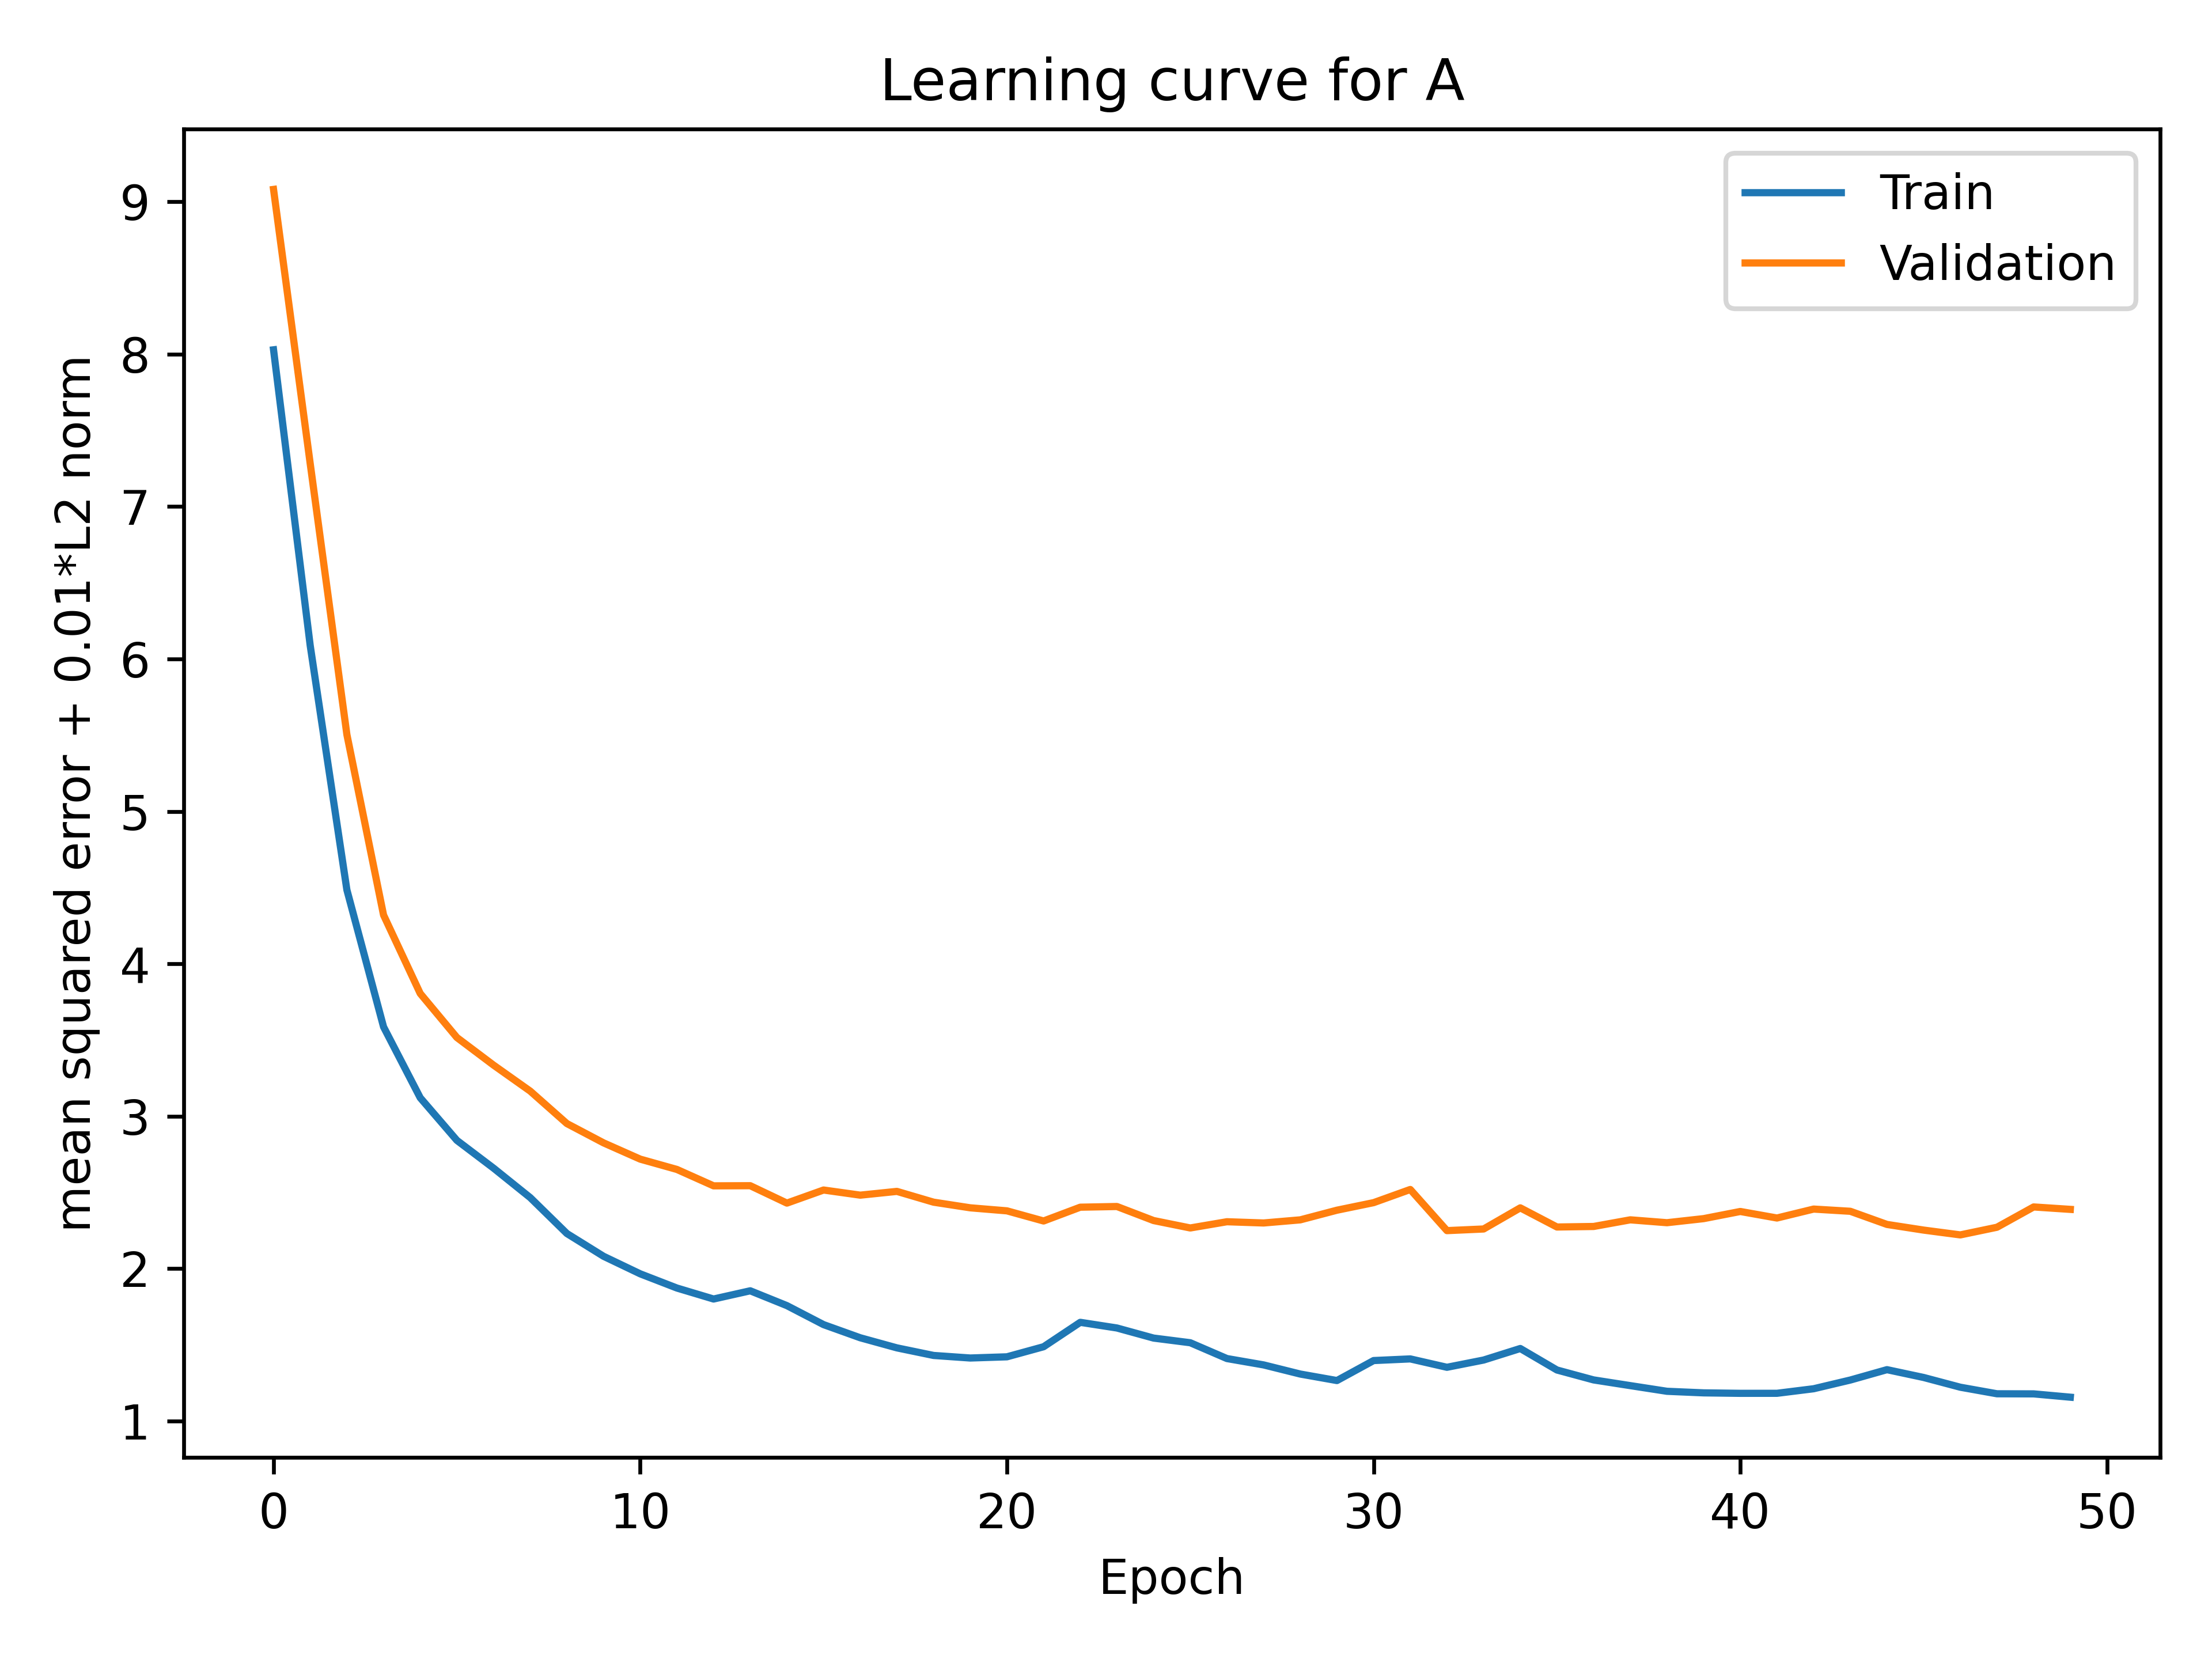 Learning curve for A
Train
Validation
mean squared error + 0.01*L2 norm
9
8
7
6
5
4
3
2
1
0 10 20 30 40 50
Epoch